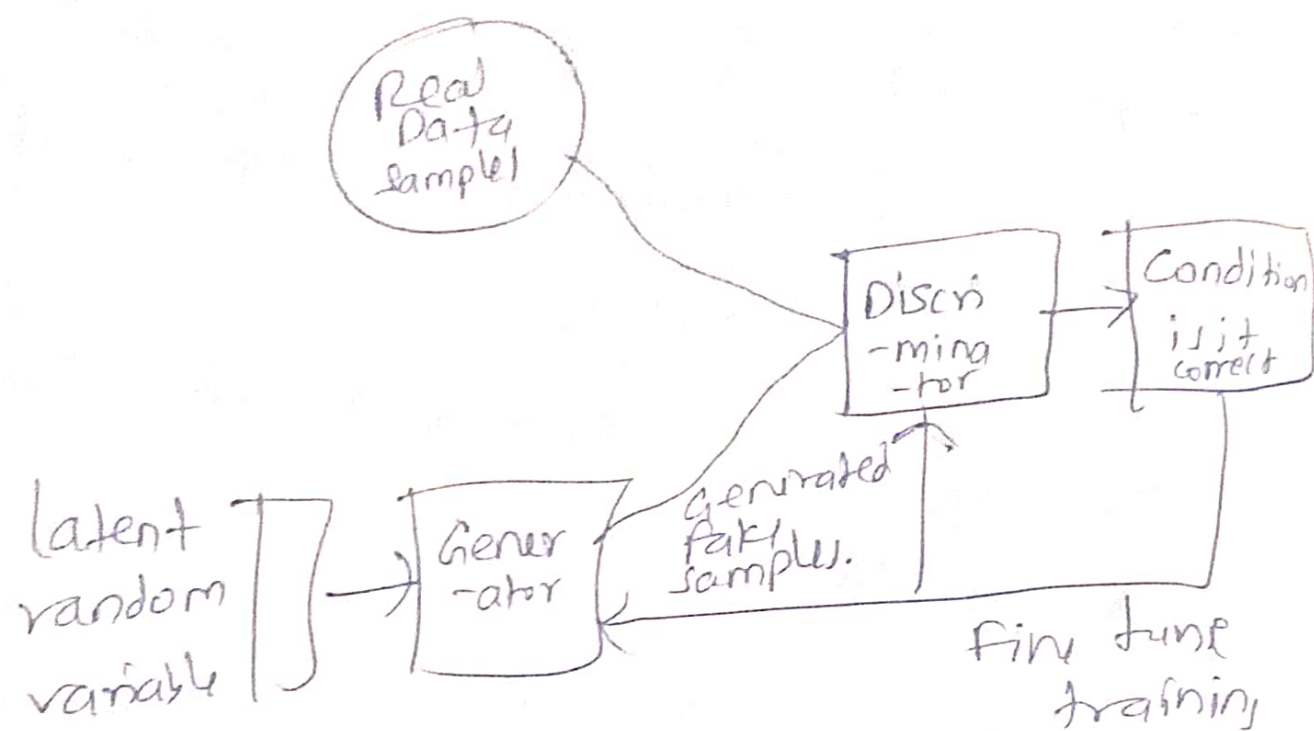 Real
Data
samples
Discri
-mina
-tor
Condition
is it
correct
Latent
random
variable
Gener
-ator
Generated
fake
samples.
Fine tune
training